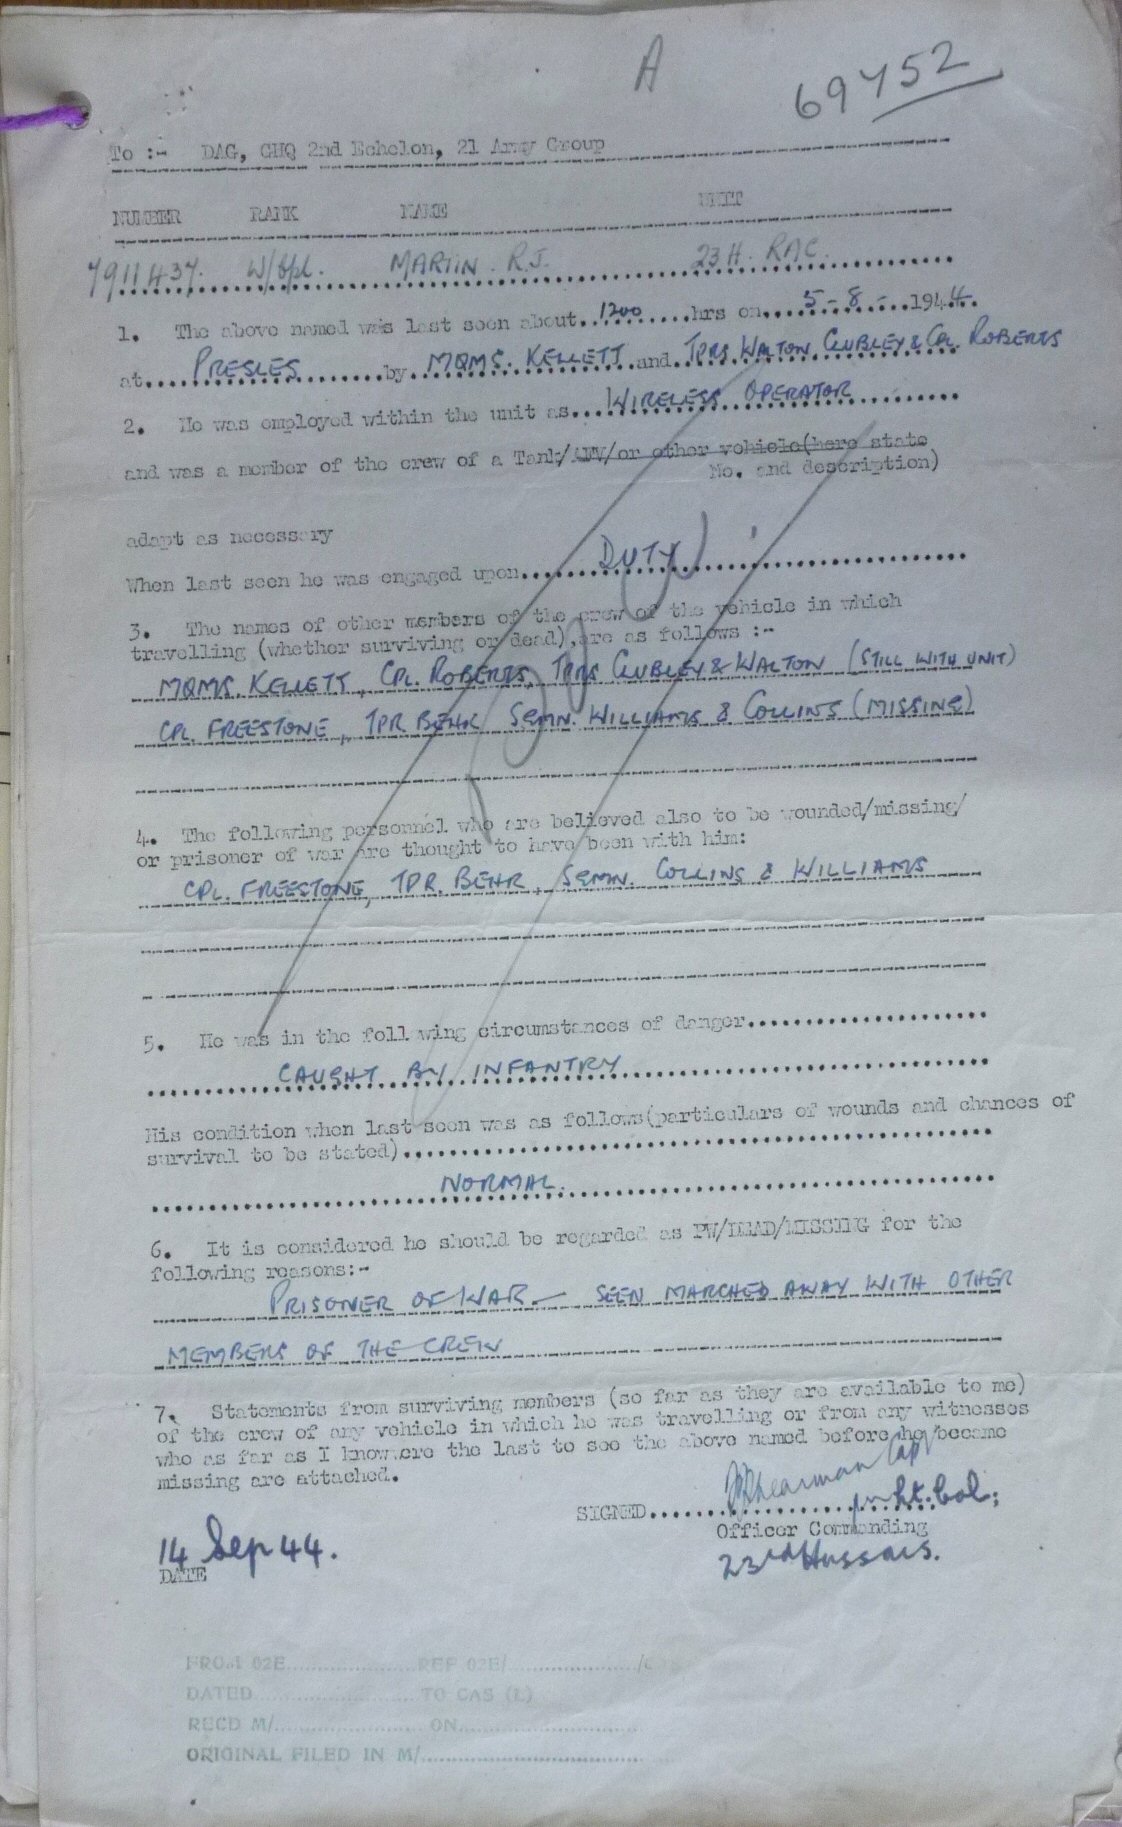 A
69752
To :- DAG, GHQ 2nd Echelon, 21 Army Group
NUMBER RANK NAME UNIT
7911437. W/Cpl. MARTIN. R.J. 23 H. RAC.
1. The above named was last seen about..1200....hrs on....5-8-...1944.
at....PRESLES........by..MQMS. KELLETT..and.TPRS WALTON CLUBLEY & CPL. ROBERTS
2. He was employed within the unit as...WIRELESS OPERATOR........
and was a member of the crew of a Tank/AFV/or other vehicle(here state
No. and description)
adapt as necessary
When last seen he was engaged upon.....DUTY....................
3. The names of other members of the crew of the vehicle in which
travelling (whether surviving or dead),are as follows :-
MQMS. KELLETT, CPL. ROBERTS, TPRS CLUBLEY & WALTON (STILL WITH UNIT)
CPL. FREESTONE, TPR BEHR SGMN. WILLIAMS & COLLINS (MISSING)
4. The following personnel who are believed also to be wounded/missing/
or prisoner of war are thought to have been with him:
CPL. FREESTONE, TPR. BEHR, SGMN. COLLINS & WILLIAMS
5. He was in the following circumstances of danger....................
CAUGHT BY INFANTRY
His condition when last seen was as follows(particulars of wounds and chances of
survival to be stated)........................................
NORMAL.
6. It is considered he should be regarded as PW/DEAD/MISSING for the
following reasons:-
PRISONER OF WAR — SEEN MARCHED AWAY WITH OTHER
MEMBERS OF THE CREW
7. Statements from surviving members (so far as they are available to me)
of the crew of any vehicle in which he was travelling or from any witnesses
who as far as I know were the last to see the above named before he became
missing are attached.
Capt
SIGNED.................. Lt. Col:
Officer Commanding
14 Sep 44. 23rd Hussars.
DATE
FROM 02E....................REF 02E/....................
DATED....................TO CAS (L)
RECD M/....................ON....................
ORIGINAL FILED IN M/..............................